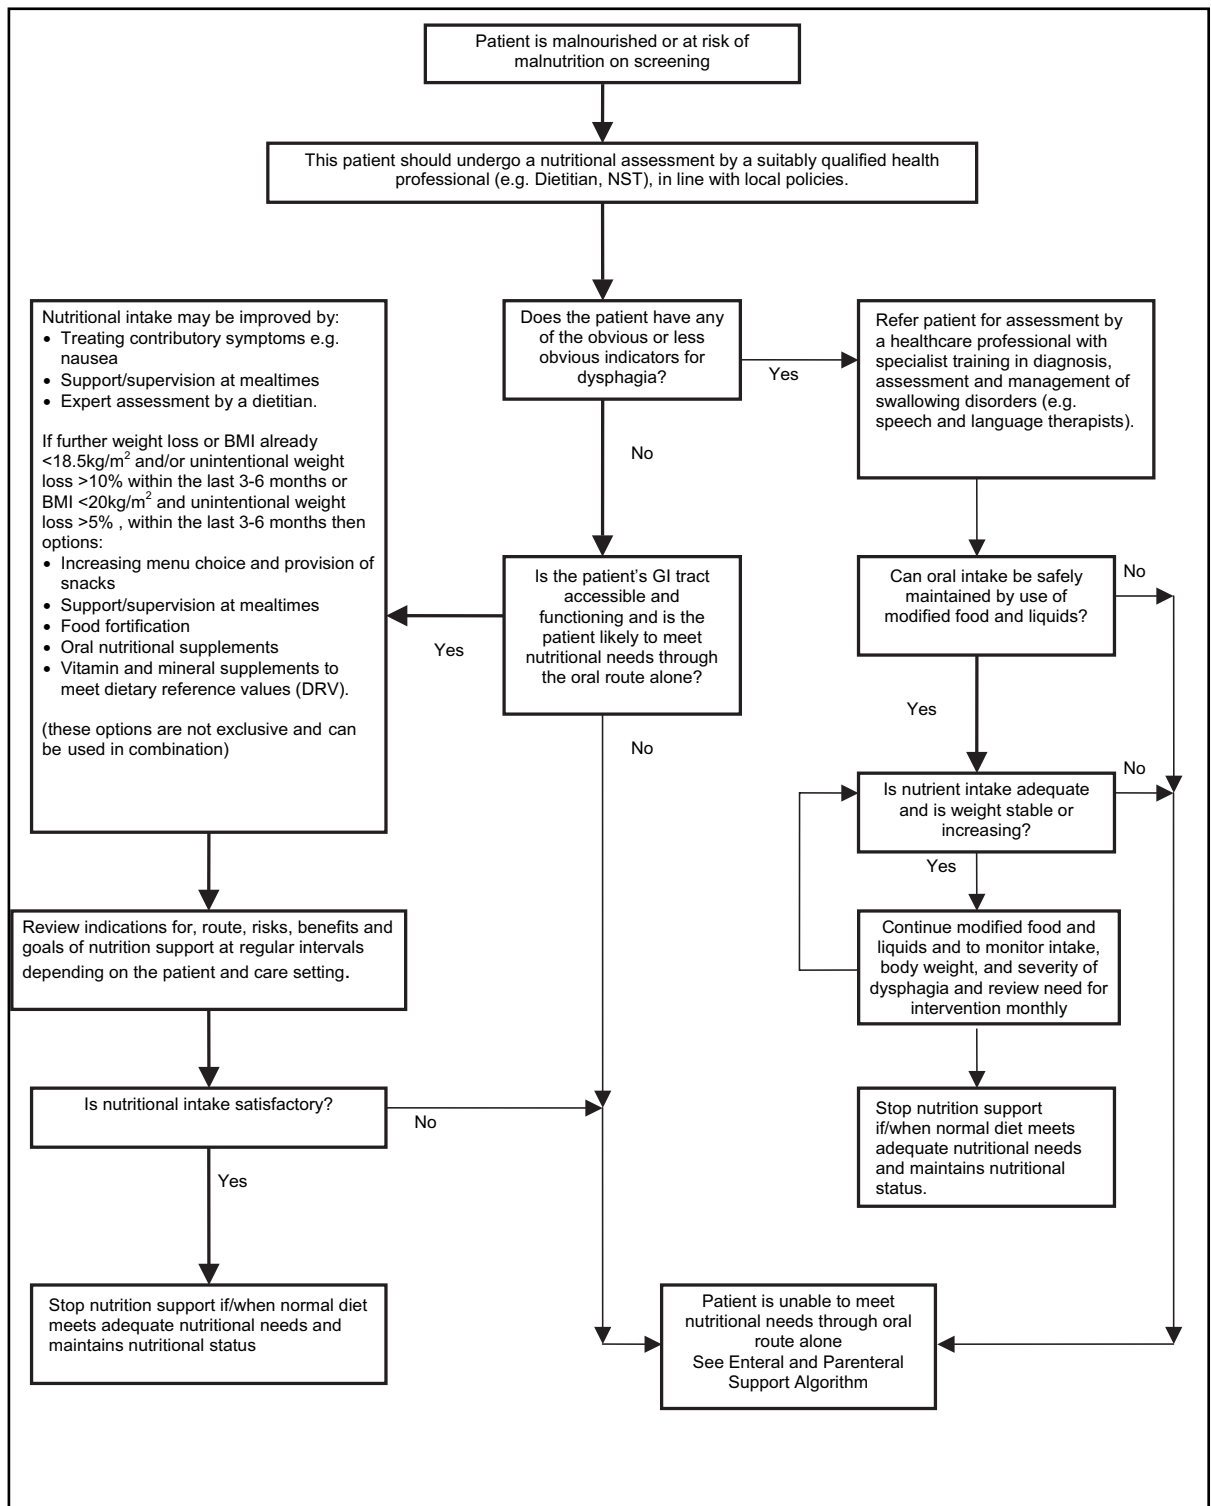 Patient is malnourished or at risk of
malnutrition on screening
This patient should undergo a nutritional assessment by a suitably qualified health
professional (e.g. Dietitian, NST), in line with local policies.
Nutritional intake may be improved by:
• Treating contributory symptoms e.g.
nausea
• Support/supervision at mealtimes
• Expert assessment by a dietitian.
If further weight loss or BMI already
<18.5kg/m² and/or unintentional weight
loss >10% within the last 3-6 months or
BMI <20kg/m² and unintentional weight
loss >5% , within the last 3-6 months then
options:
• Increasing menu choice and provision of
snacks
• Support/supervision at mealtimes
• Food fortification
• Oral nutritional supplements
• Vitamin and mineral supplements to
meet dietary reference values (DRV).
(these options are not exclusive and can
be used in combination)
Does the patient have any
of the obvious or less
obvious indicators for
dysphagia?
Yes
No
Refer patient for assessment by
a healthcare professional with
specialist training in diagnosis,
assessment and management of
swallowing disorders (e.g.
speech and language therapists).
Is the patient's GI tract
accessible and
functioning and is the
patient likely to meet
nutritional needs through
the oral route alone?
Yes
No
Can oral intake be safely
maintained by use of
modified food and liquids?
No
Yes
Is nutrient intake adequate
and is weight stable or
increasing?
No
Yes
Continue modified food and
liquids and to monitor intake,
body weight, and severity of
dysphagia and review need for
intervention monthly
Stop nutrition support
if/when normal diet meets
adequate nutritional needs
and maintains nutritional
status.
Review indications for, route, risks, benefits and
goals of nutrition support at regular intervals
depending on the patient and care setting.
Is nutritional intake satisfactory?
No
Yes
Stop nutrition support if/when normal diet
meets adequate nutritional needs and
maintains nutritional status
Patient is unable to meet
nutritional needs through oral
route alone
See Enteral and Parenteral
Support Algorithm